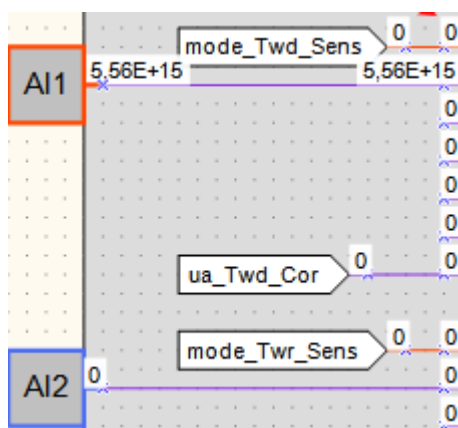 mode_Twd_Sens 0 0
AI1 5,56E+15 5,56E+15
0
0
0
0
ua_Twd_Cor 0 0
mode_Twr_Sens 0 0
AI2 0 0
0